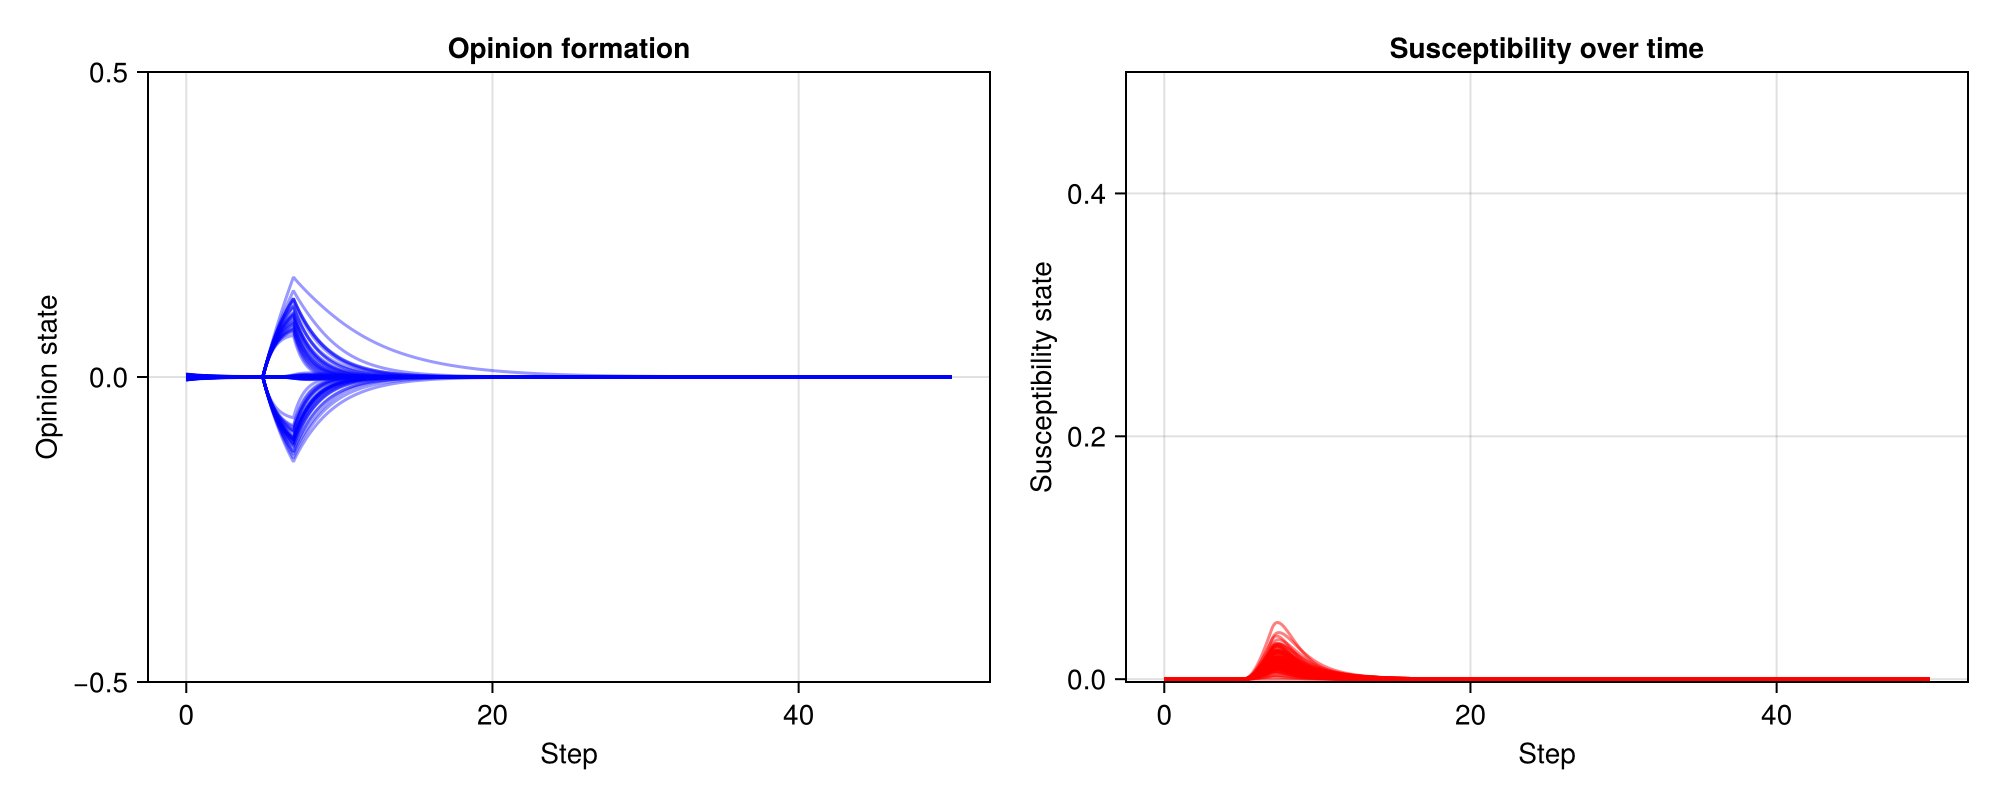 Opinion formation
0.5
0.0
−0.5
Opinion state
0
20
40
Step
Susceptibility over time
0.4
0.2
0.0
Susceptibility state
0
20
40
Step